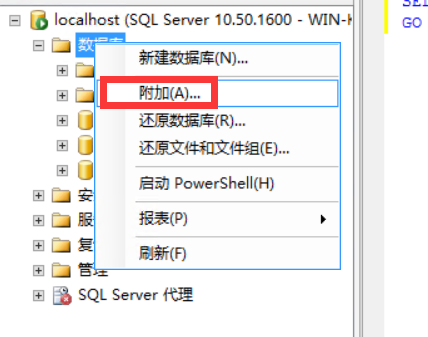 localhost (SQL Server 10.50.1600 - WIN-
GO
数据库
新建数据库(N)...
附加(A)...
还原数据库(R)...
还原文件和文件组(E)...
启动 PowerShell(H)
安
报表(P)
服
复
刷新(F)
管理
SQL Server 代理